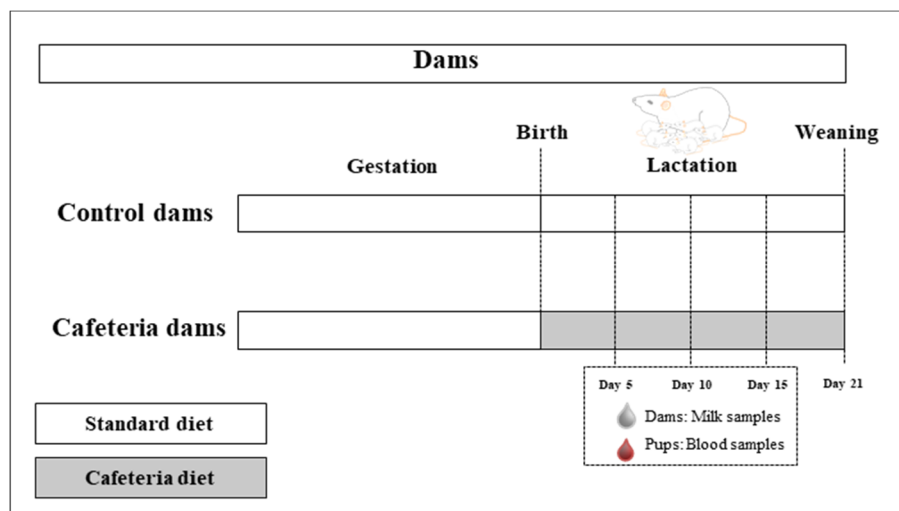 Dams
Birth
Weaning
Gestation
Lactation
Control dams
Cafeteria dams
Day 5
Day 10
Day 15
Day 21
Dams: Milk samples
Pups: Blood samples
Standard diet
Cafeteria diet